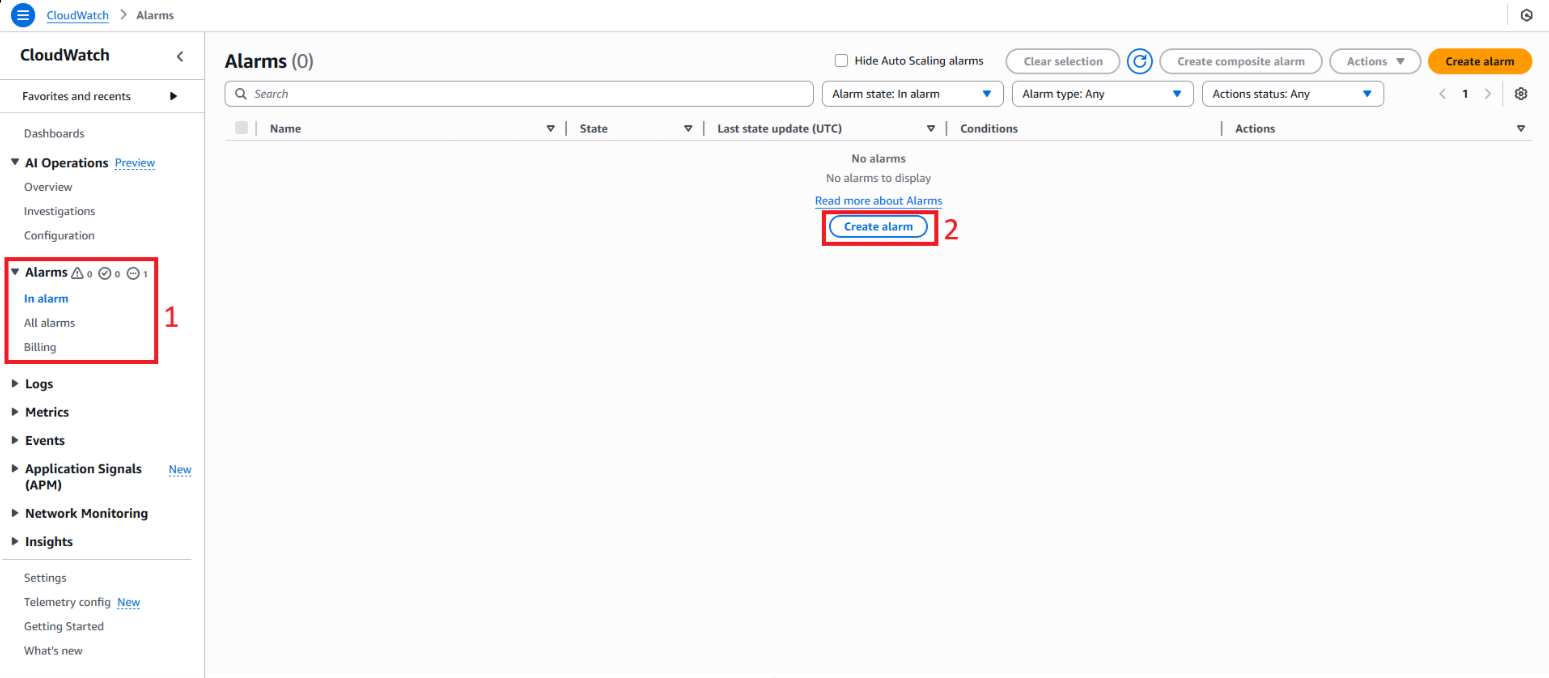 CloudWatch > Alarms
CloudWatch
Favorites and recents
Dashboards
AI Operations Preview
Overview
Investigations
Configuration
Alarms 0 0 1
In alarm
All alarms
Billing
1
Logs
Metrics
Events
Application Signals New
(APM)
Network Monitoring
Insights
Settings
Telemetry config New
Getting Started
What's new
Alarms (0)
Hide Auto Scaling alarms
Clear selection
Create composite alarm
Actions
Create alarm
Search
Alarm state: In alarm
Alarm type: Any
Actions status: Any
1
Name State Last state update (UTC) Conditions Actions
No alarms
No alarms to display
Read more about Alarms
Create alarm
2